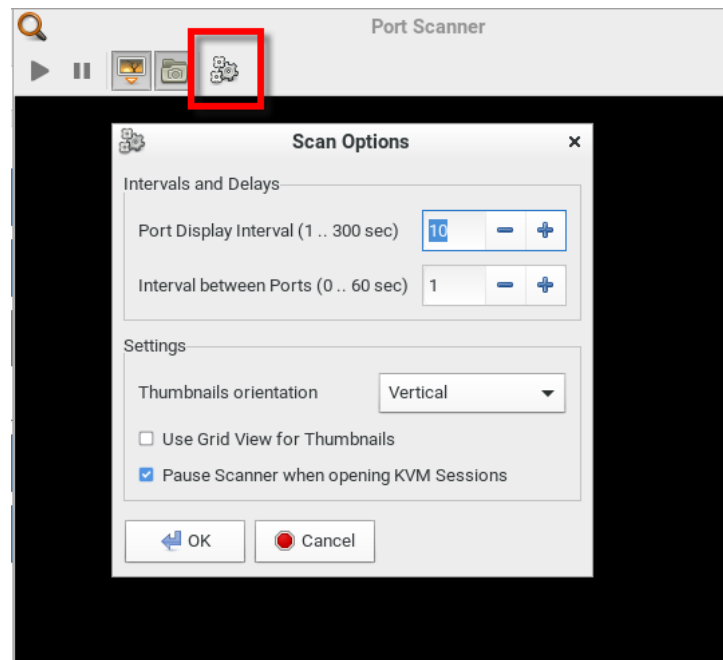 Port Scanner
Scan Options
Intervals and Delays
Port Display Interval (1 .. 300 sec) 10
Interval between Ports (0 .. 60 sec) 1
Settings
Thumbnails orientation Vertical
Use Grid View for Thumbnails
Pause Scanner when opening KVM Sessions
OK Cancel